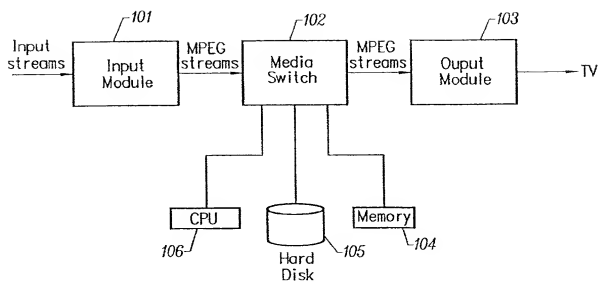 101
102
103
Input streams
Input Module
MPEG streams
Media Switch
MPEG streams
Ouput Module
TV
CPU
106
Hard Disk
105
Memory
104